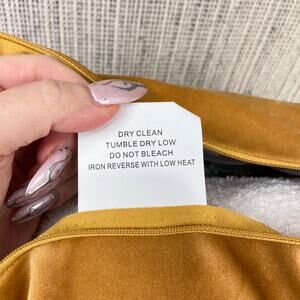 DRY CLEAN
TUMBLE DRY LOW
DO NOT BLEACH
IRON REVERSE WITH LOW HEAT